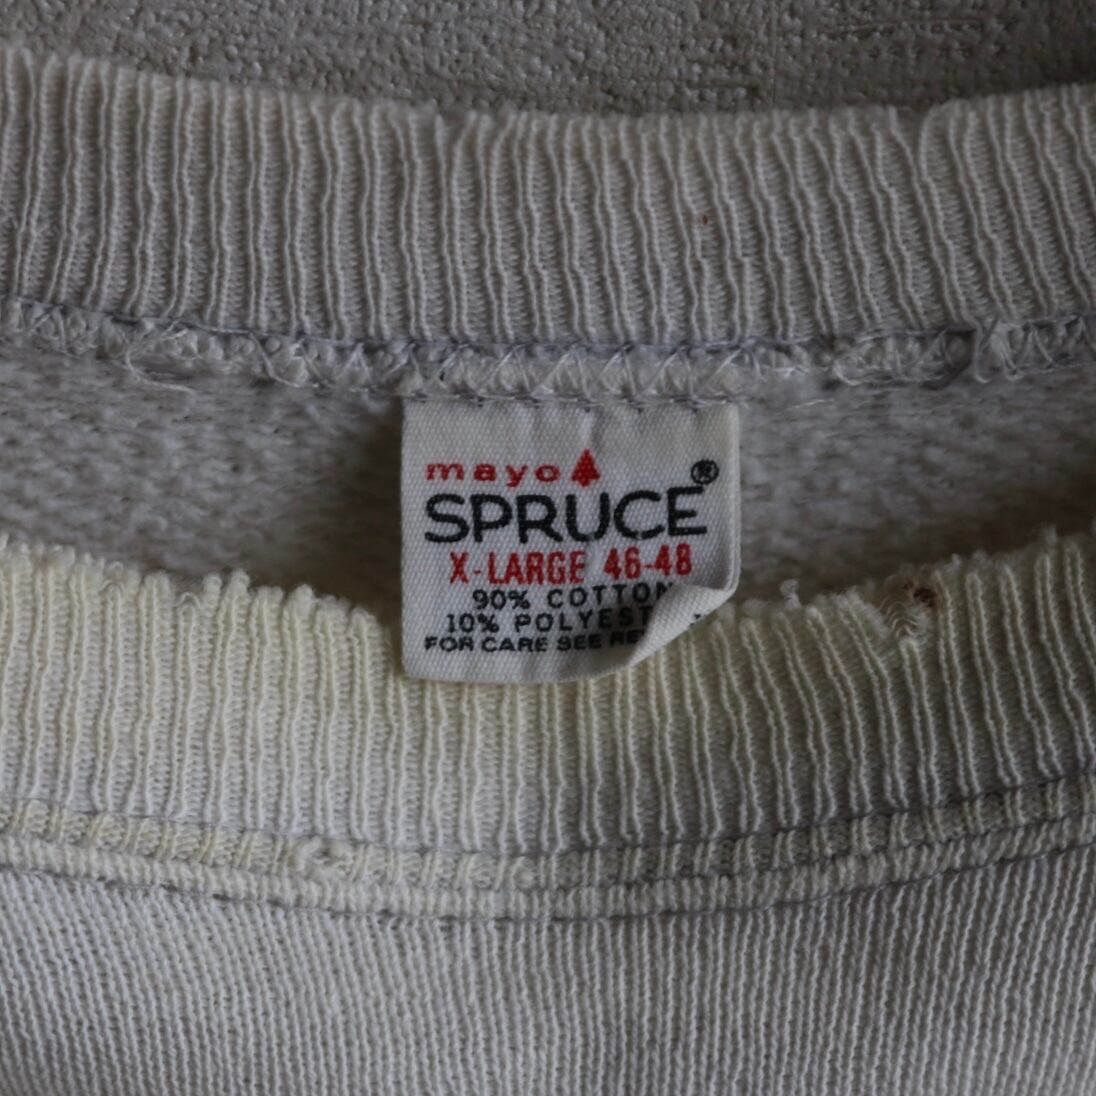 mayo
SPRUCE®
X-LARGE 46-48
90% COTTON
10% POLYEST
FOR CARE SEE RE